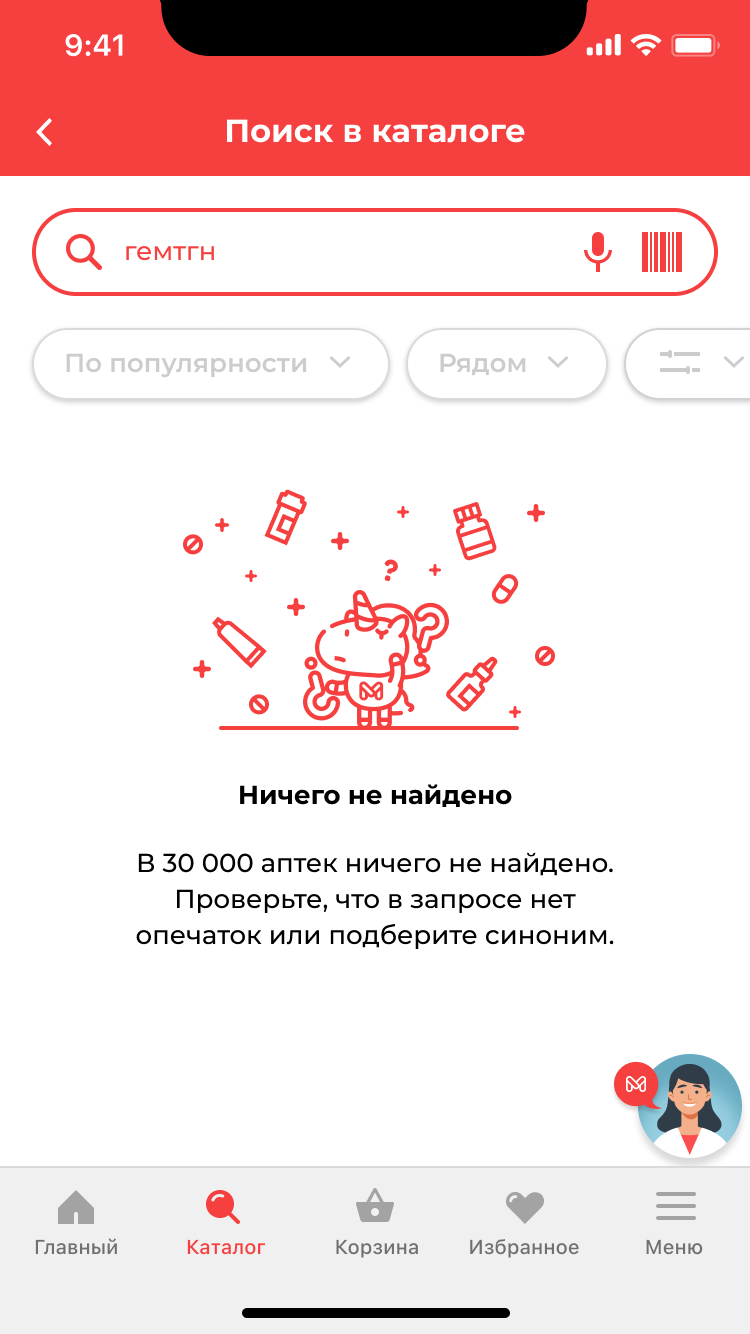 9:41
Поиск в каталоге
гемтгн
По популярности
Рядом
?
Ничего не найдено
В 30 000 аптек ничего не найдено.
Проверьте, что в запросе нет
опечаток или подберите синоним.
Главный
Каталог
Корзина
Избранное
Меню